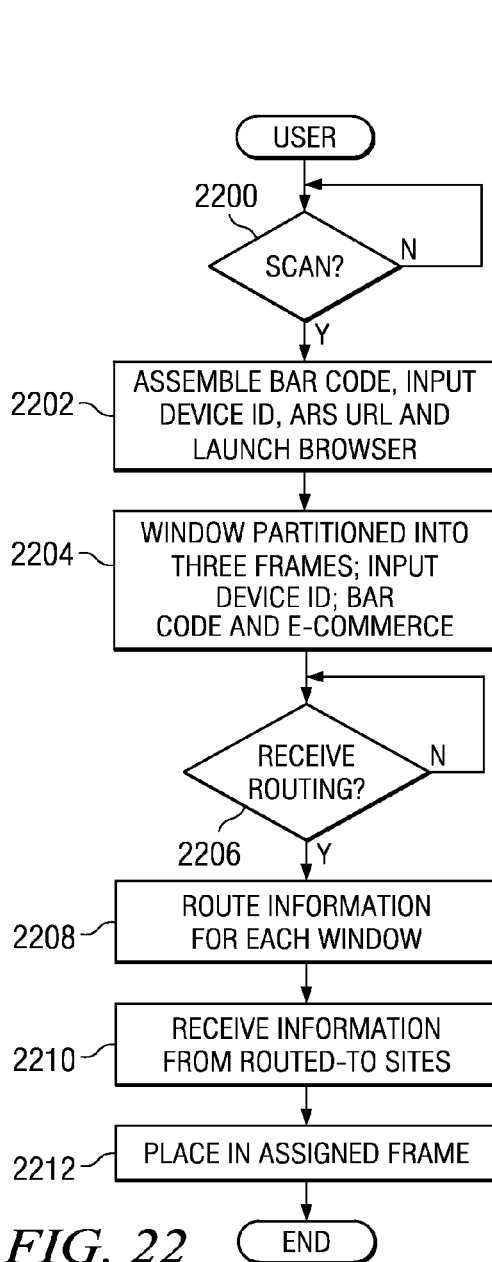 USER
2200
SCAN?
N
Y
2202
ASSEMBLE BAR CODE, INPUT
DEVICE ID, ARS URL AND
LAUNCH BROWSER
2204
WINDOW PARTITIONED INTO
THREE FRAMES; INPUT
DEVICE ID; BAR
CODE AND E-COMMERCE
RECEIVE
ROUTING?
N
2206
Y
2208
ROUTE INFORMATION
FOR EACH WINDOW
2210
RECEIVE INFORMATION
FROM ROUTED-TO SITES
2212
PLACE IN ASSIGNED FRAME
FIG. 22
END